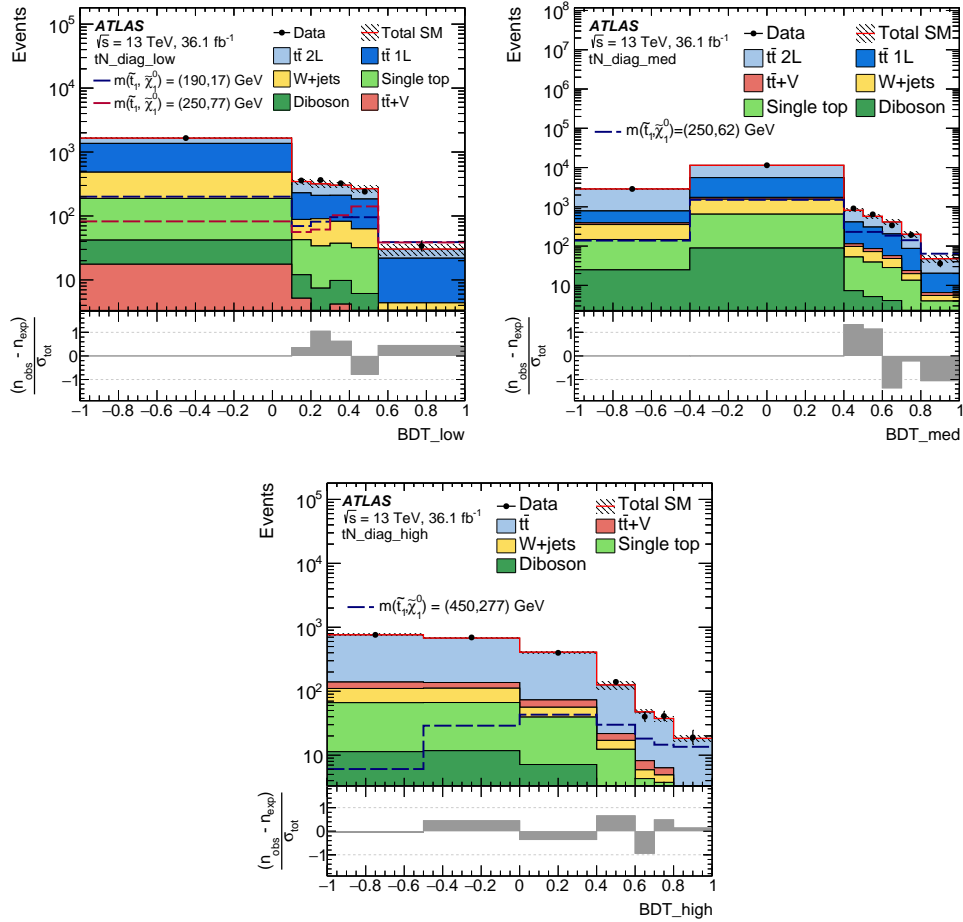 ATLAS
√s = 13 TeV, 36.1 fb⁻¹
tN_diag_low
m(t̃₁, χ̃₁⁰) = (190,17) GeV
m(t̃₁, χ̃₁⁰) = (250,77) GeV
Data
Total SM
tt̄ 2L
tt̄ 1L
W+jets
Single top
Diboson
tt̄+V
Events
10⁵
10⁴
10³
10²
10
(n_obs - n_exp)
σ_tot
1
0
−1
−1 −0.8 −0.6 −0.4 −0.2 0 0.2 0.4 0.6 0.8 1
BDT_low
ATLAS
√s = 13 TeV, 36.1 fb⁻¹
tN_diag_med
Data
Total SM
tt̄ 2L
tt̄ 1L
tt̄+V
W+jets
Single top
Diboson
m(t̃₁,χ̃₁⁰)=(250,62) GeV
Events
10⁸
10⁷
10⁶
10⁵
10⁴
10³
10²
10
1
(n_obs - n_exp)
σ_tot
1
0
−1
−1 −0.8 −0.6 −0.4 −0.2 0 0.2 0.4 0.6 0.8 1
BDT_med
ATLAS
√s = 13 TeV, 36.1 fb⁻¹
tN_diag_high
Data
Total SM
tt̄
tt̄+V
W+jets
Single top
Diboson
m(t̃₁,χ̃₁⁰) = (450,277) GeV
Events
10⁵
10⁴
10³
10²
10
(n_obs - n_exp)
σ_tot
1
0
−1
−1 −0.8 −0.6 −0.4 −0.2 0 0.2 0.4 0.6 0.8 1
BDT_high